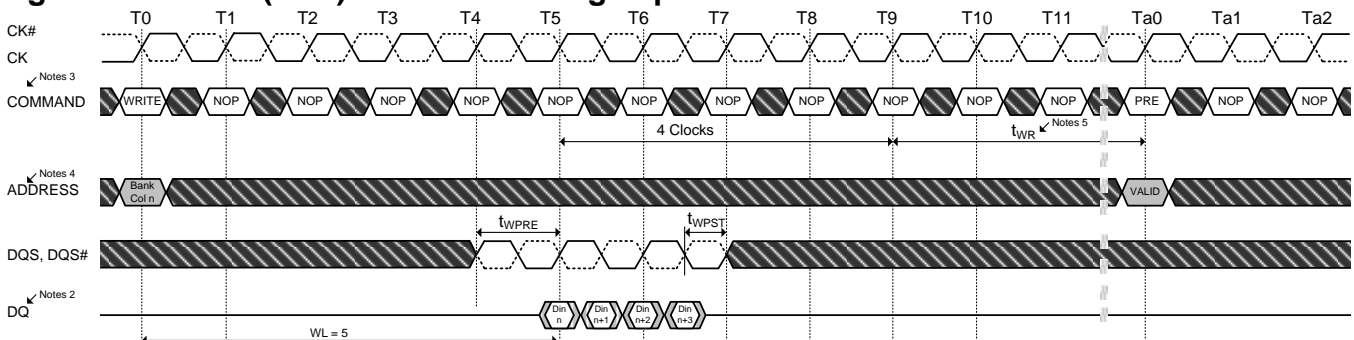 T0 T1 T2 T3 T4 T5 T6 T7 T8 T9 T10 T11 Ta0 Ta1 Ta2
CK#
CK
Notes 3
COMMAND WRITE NOP NOP NOP NOP NOP NOP NOP NOP NOP NOP NOP PRE NOP NOP
4 Clocks tWR Notes 5
Notes 4
ADDRESS Bank Col n VALID
tWPRE tWPST
DQS, DQS#
Notes 2
DQ Din n Din n+1 Din n+2 Din n+3
WL = 5